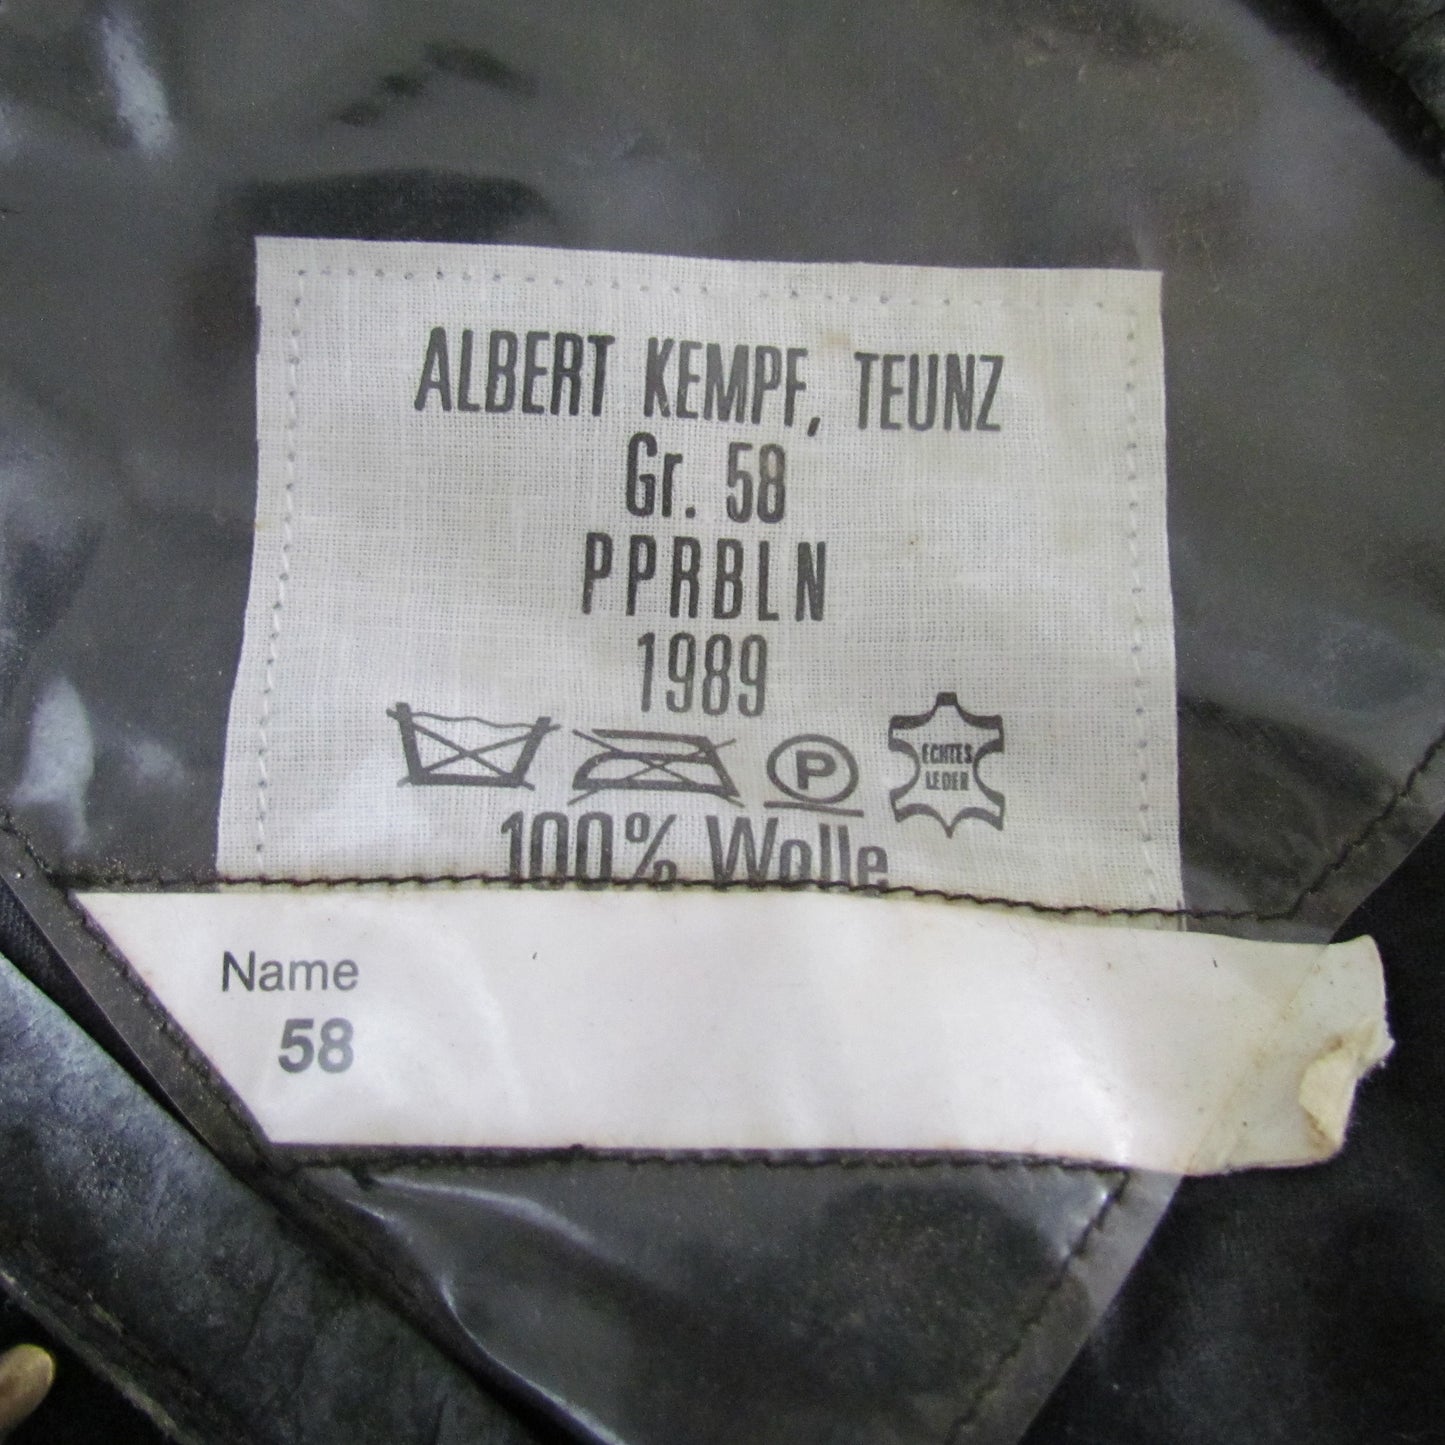 ALBERT KEMPF, TEUNZ
Gr. 58
PPRBLN
1989
P
ECHTES
LEDER
100% Wolle
Name
58